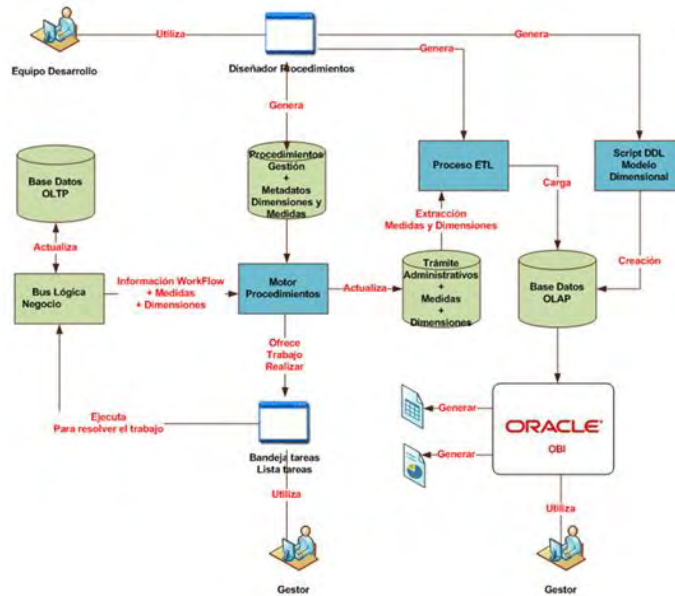 Utiliza
Genera
Genera
Equipo Desarrollo
Diseñador Procedimientos
Genera
Base Datos
OLTP
Procedimientos
Gestión
+
Metadatos
Dimensiones y
Medidas
Proceso ETL
Script DDL
Modelo
Dimensional
Carga
Extracción
Medidas y Dimensiones
Actualiza
Creación
Bus Lógica
Negocio
Información WorkFlow
+ Medidas
+ Dimensiones
Motor
Procedimientos
Actualiza
Trámite
Administrativos
+
Medidas
+
Dimensiones
Base Datos
OLAP
Ofrece
Trabajo
Realizar
Ejecuta
Para resolver el trabajo
Bandeja tareas
Lista tareas
Generar
ORACLE
OBI
Generar
Utiliza
Utiliza
Gestor
Gestor